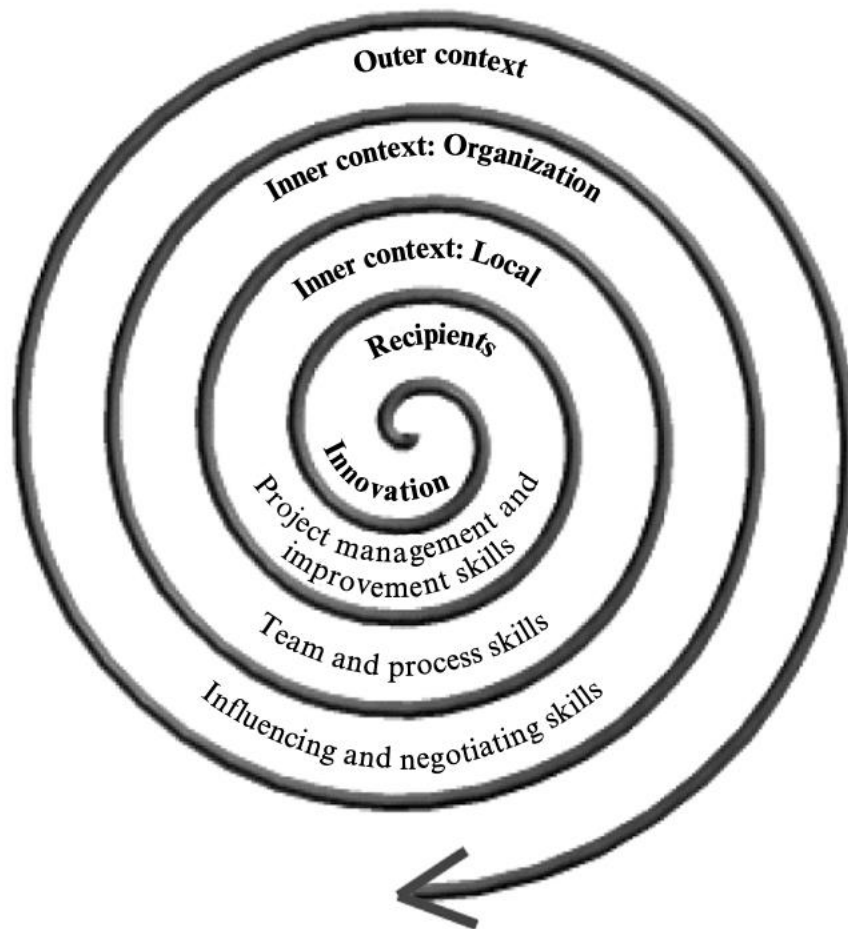 Outer context
Inner context: Organization
Inner context: Local
Recipients
Innovation
Project management and
improvement skills
Team and process skills
Influencing and negotiating skills